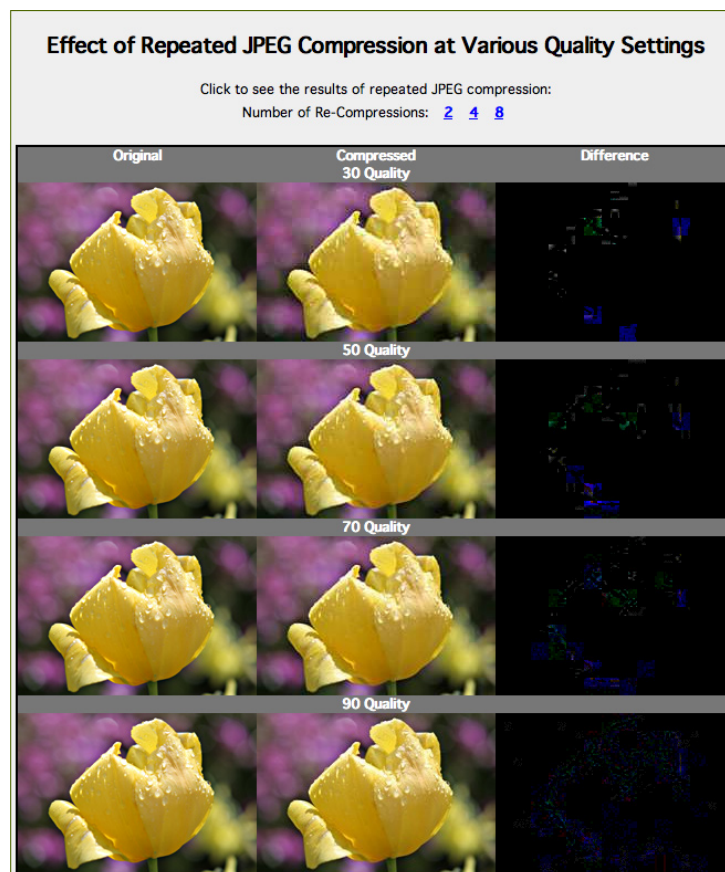 Effect of Repeated JPEG Compression at Various Quality Settings
Click to see the results of repeated JPEG compression:
Number of Re-Compressions: 2 4 8
Original Compressed Difference
30 Quality
50 Quality
70 Quality
90 Quality